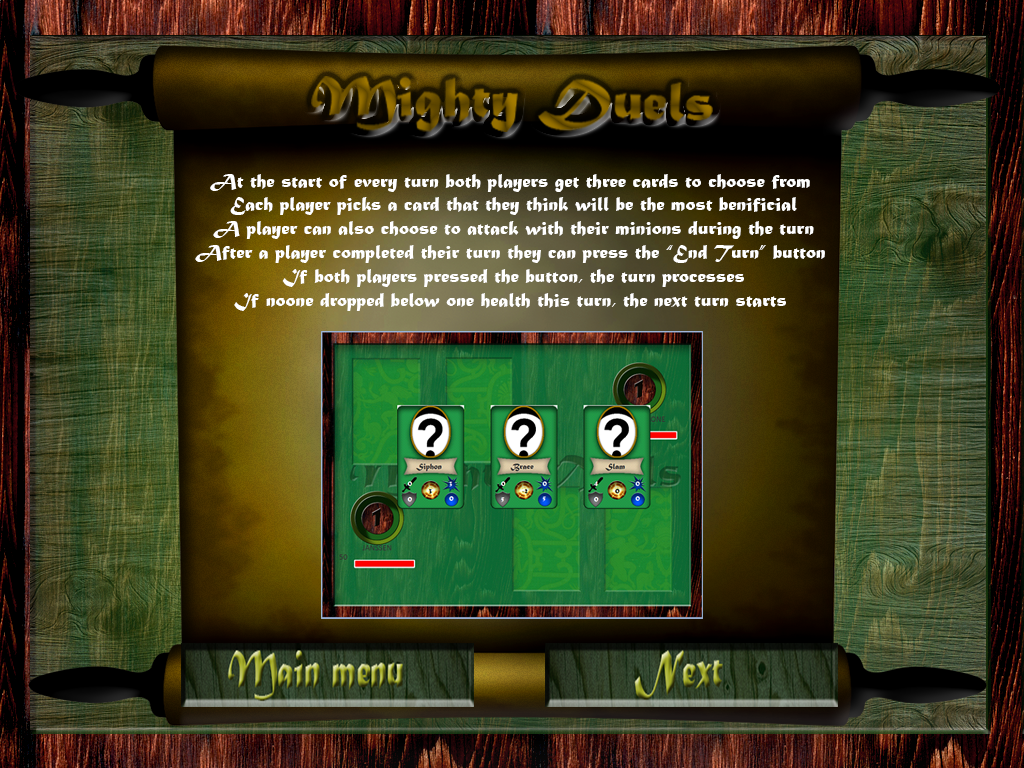 Mighty Duels
At the start of every turn both players get three cards to choose from
Each player picks a card that they think will be the most benificial
A player can also choose to attack with their minions during the turn
After a player completed their turn they can press the "End Turn" button
If both players pressed the button, the turn processes
If noone dropped below one health this turn, the next turn starts
1
? ? ?
Siphon Brace Slam
1
JANSSEN
50
Main menu Next